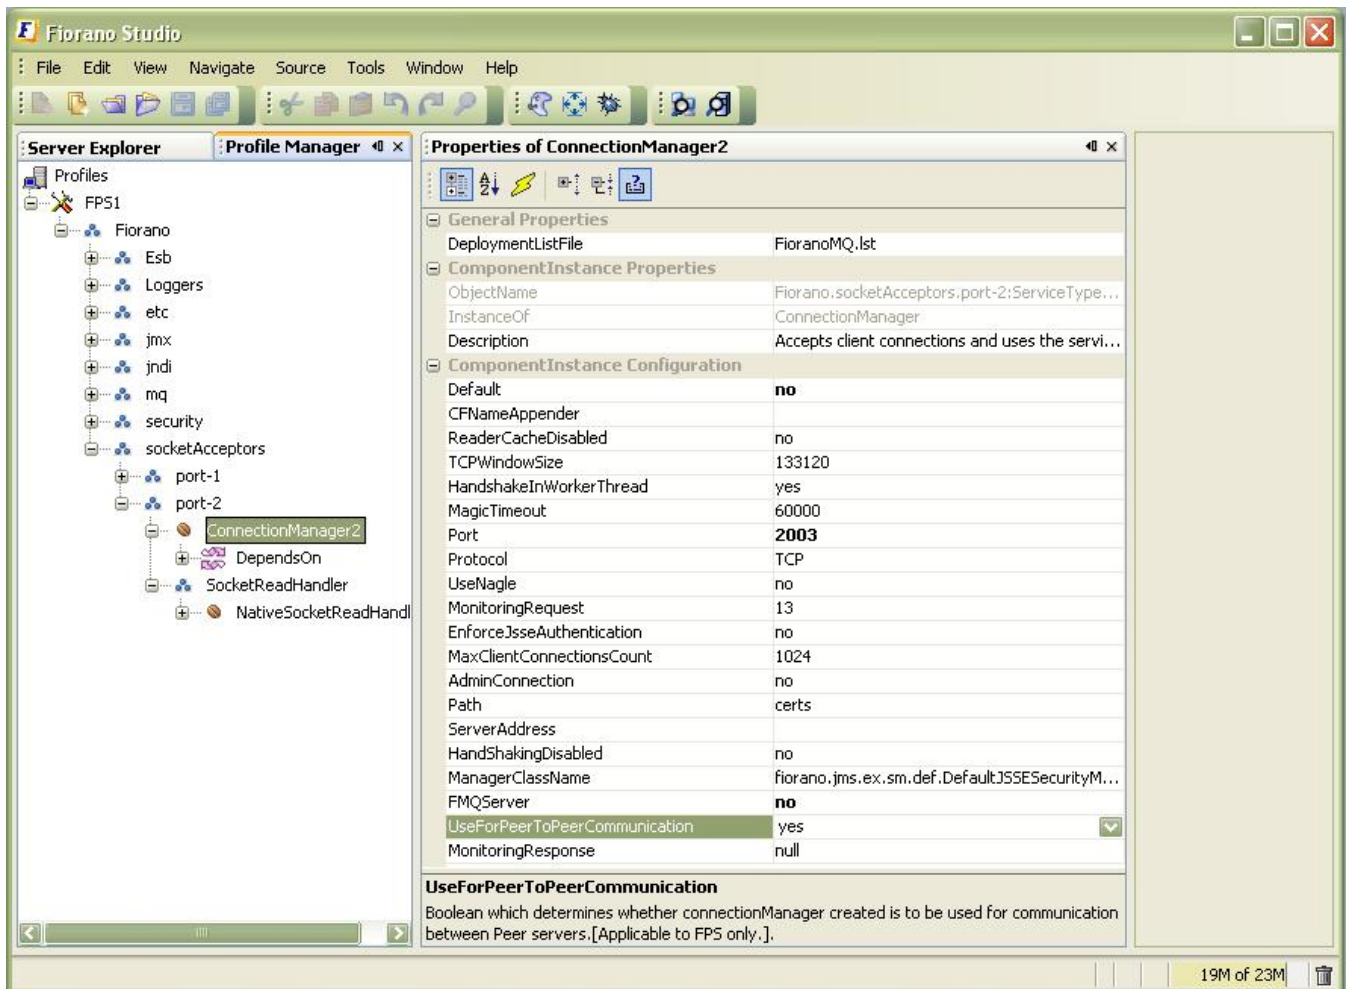 Fiorano Studio
File Edit View Navigate Source Tools Window Help
Server Explorer
Profile Manager
Profiles
FPS1
Fiorano
Esb
Loggers
etc
jmx
jndi
mq
security
socketAcceptors
port-1
port-2
ConnectionManager2
DependsOn
SocketReadHandler
NativeSocketReadHandl
Properties of ConnectionManager2
General Properties
DeploymentListFile FioranoMQ.lst
ComponentInstance Properties
ObjectName Fiorano.socketAcceptors.port-2:ServiceType...
InstanceOf ConnectionManager
Description Accepts client connections and uses the servi...
ComponentInstance Configuration
Default no
CFNameAppender
ReaderCacheDisabled no
TCPWindowSize 133120
HandshakeInWorkerThread yes
MagicTimeout 60000
Port 2003
Protocol TCP
UseNagle no
MonitoringRequest 13
EnforceJsseAuthentication no
MaxClientConnectionsCount 1024
AdminConnection no
Path certs
ServerAddress
HandShakingDisabled no
ManagerClassName fiorano.jms.ex.sm.def.DefaultJSSESecurityM...
FMQServer no
UseForPeerToPeerCommunication yes
MonitoringResponse null
UseForPeerToPeerCommunication
Boolean which determines whether connectionManager created is to be used for communication
between Peer servers.[Applicable to FPS only.].
19M of 23M